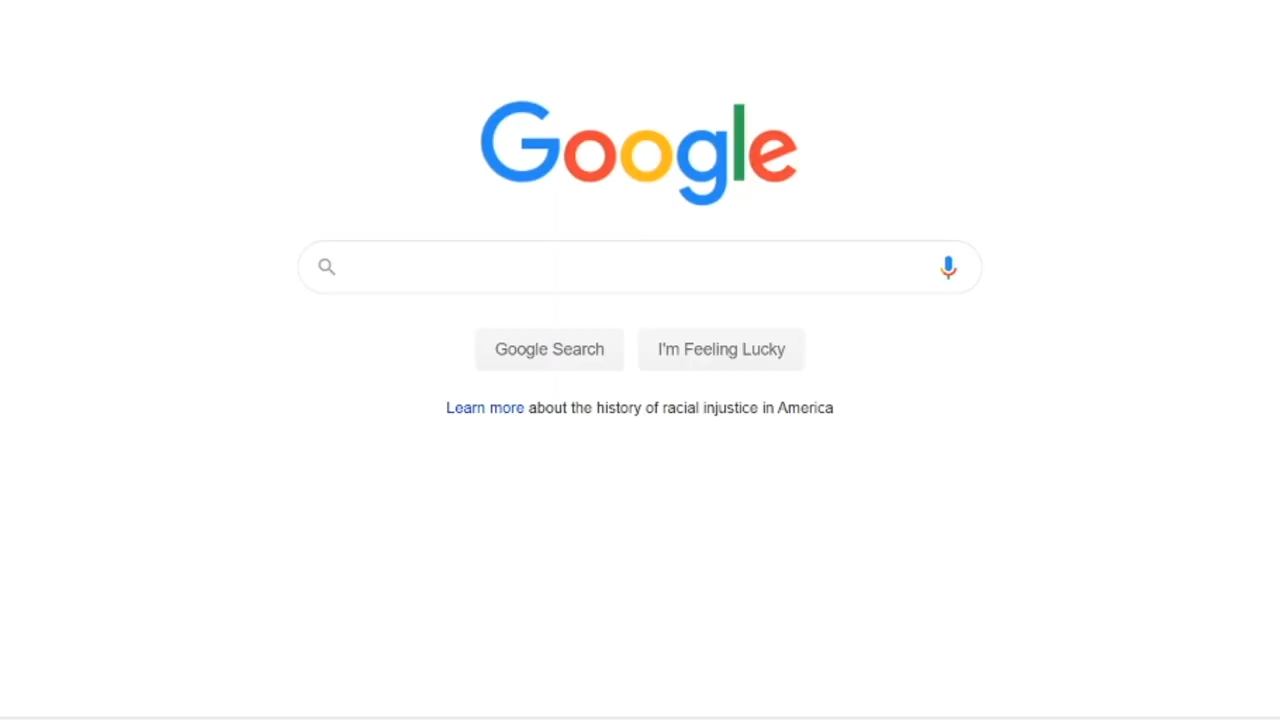 Google
Google Search
I'm Feeling Lucky
Learn more about the history of racial injustice in America